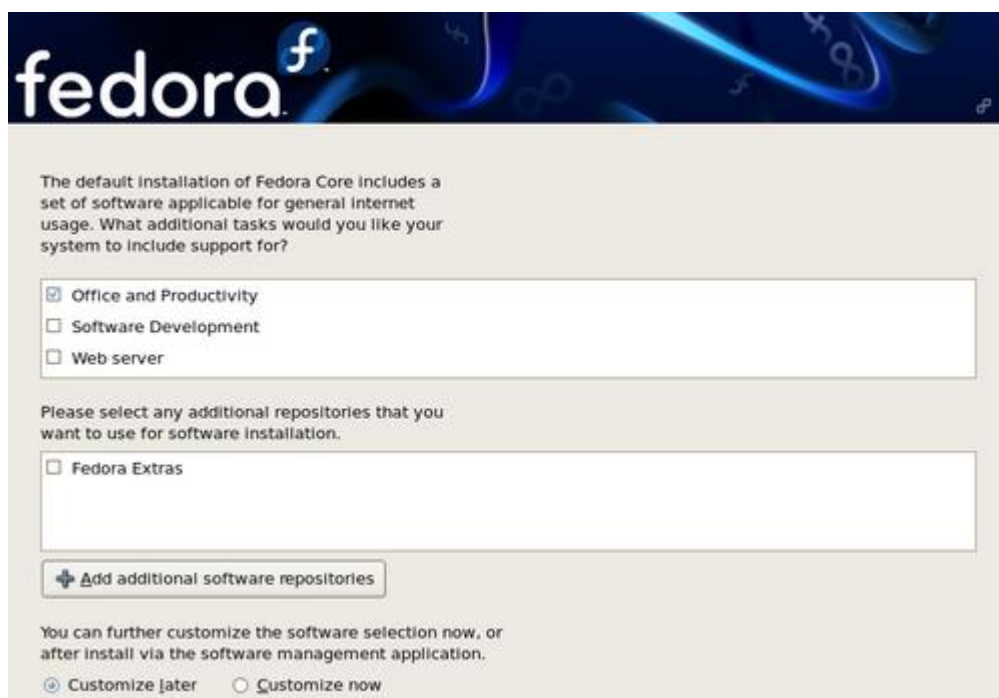 fedora
The default installation of Fedora Core includes a
set of software applicable for general internet
usage. What additional tasks would you like your
system to include support for?
Office and Productivity
Software Development
Web server
Please select any additional repositories that you
want to use for software installation.
Fedora Extras
Add additional software repositories
You can further customize the software selection now, or
after install via the software management application.
Customize later
Customize now